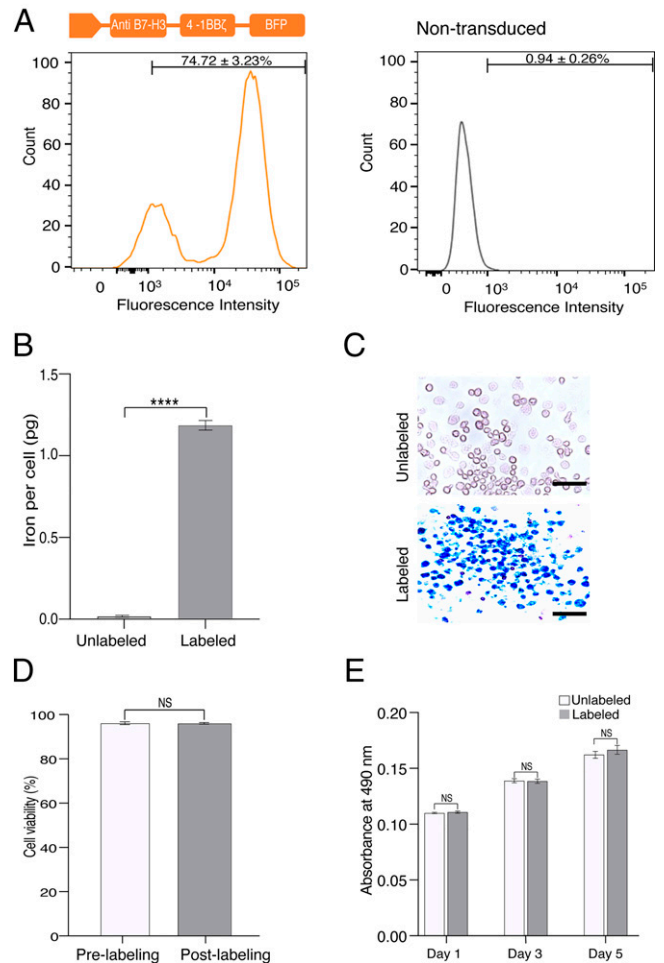 A
Anti B7-H3
4 -1BBζ
BFP
Non-transduced
74.72 ± 3.23%
0.94 ± 0.26%
100
80
60
40
20
0
Count
0 10³ 10⁴ 10⁵
Fluorescence Intensity
100
80
60
40
20
0
Count
0 10³ 10⁴ 10⁵
Fluorescence Intensity
B
1.5
1.0
0.5
0.0
Iron per cell (pg)
****
Unlabeled Labeled
C
Unlabeled
Labeled
D
100
80
60
40
20
0
Cell viability (%)
NS
Pre-labeling Post-labeling
E
Unlabeled
Labeled
0.20
0.15
0.10
0.05
0.00
Absorbance at 490 nm
NS
NS
NS
Day 1 Day 3 Day 5